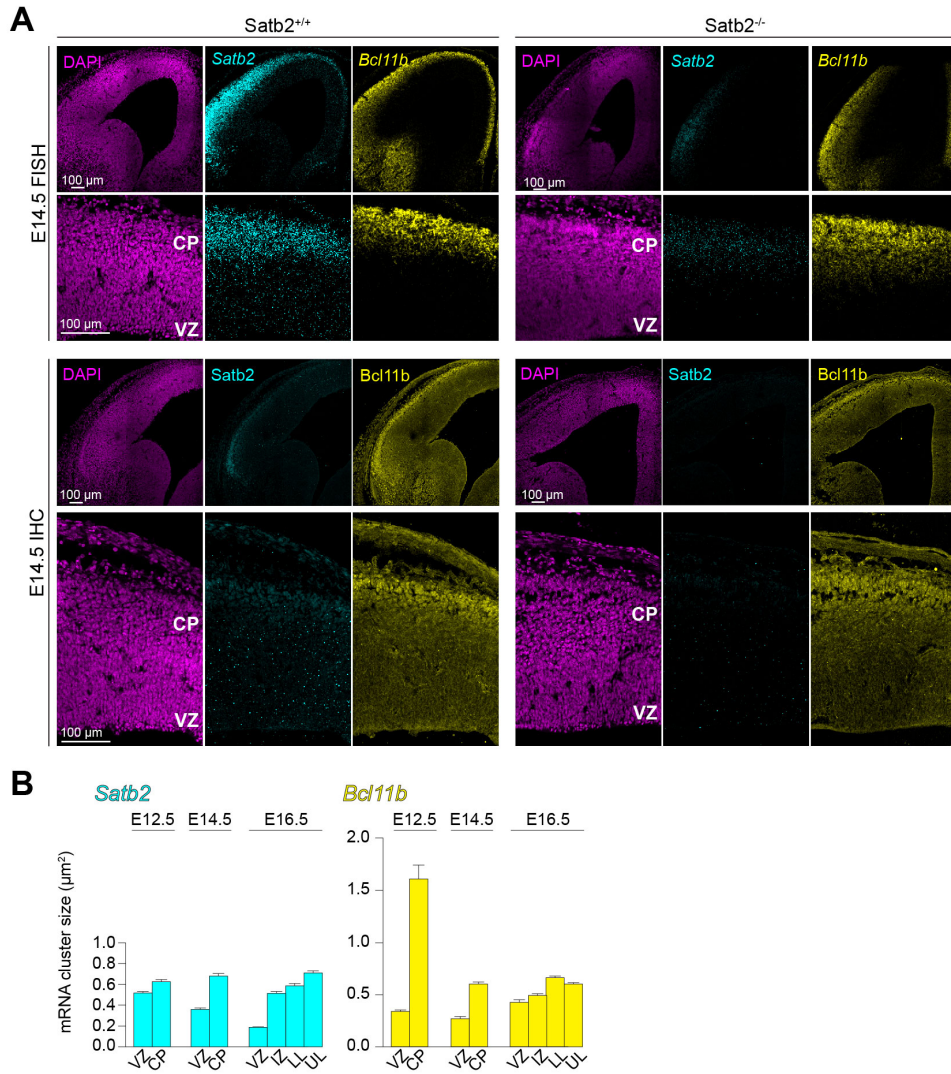 A
Satb2+/+
Satb2-/-
E14.5 FISH
DAPI
Satb2
Bcl11b
DAPI
Satb2
Bcl11b
100 µm
100 µm
CP
VZ
100 µm
CP
VZ
100 µm
E14.5 IHC
DAPI
Satb2
Bcl11b
DAPI
Satb2
Bcl11b
100 µm
100 µm
CP
VZ
100 µm
CP
VZ
100 µm
B
Satb2
Bcl11b
E12.5 E14.5 E16.5
E12.5 E14.5 E16.5
mRNA cluster size (µm²)
1.0
0.8
0.6
0.4
0.2
0.0
2.0
1.5
1.0
0.5
0.0
VZ CP VZ CP VZ IZ LL UL
VZ CP VZ CP VZ IZ LL UL